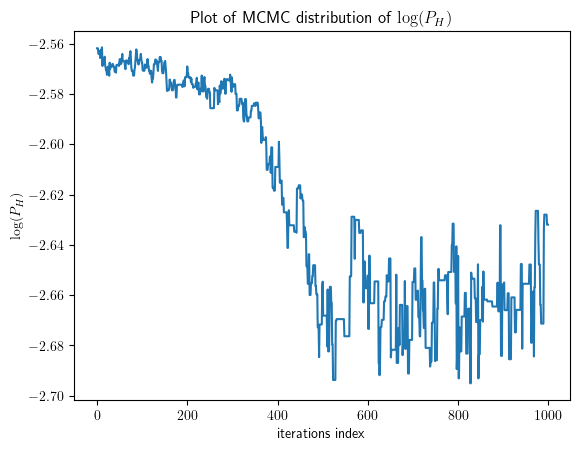 Plot of MCMC distribution of log(P_H)
−2.56
−2.58
−2.60
−2.62
−2.64
−2.66
−2.68
−2.70
log(P_H)
0 200 400 600 800 1000
iterations index